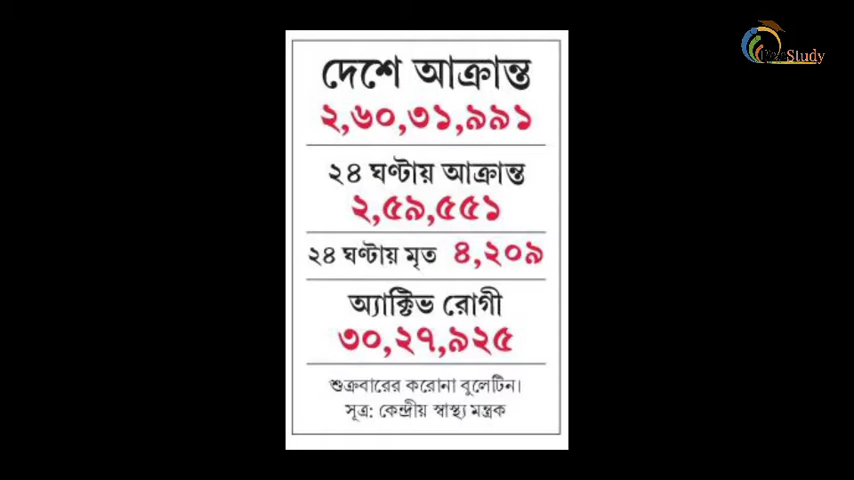 Study
দেশে আক্রান্ত
২,৬০,৩১,৯৯১
২৪ ঘণ্টায় আক্রান্ত
২,৫৯,৫৫১
২৪ ঘণ্টায় মৃত ৪,২০৯
অ্যাক্টিভ রোগী
৩০,২৭,৯২৫
শুক্রবারের করোনা বুলেটিন।
সূত্র: কেন্দ্রীয় স্বাস্থ্য মন্ত্রক